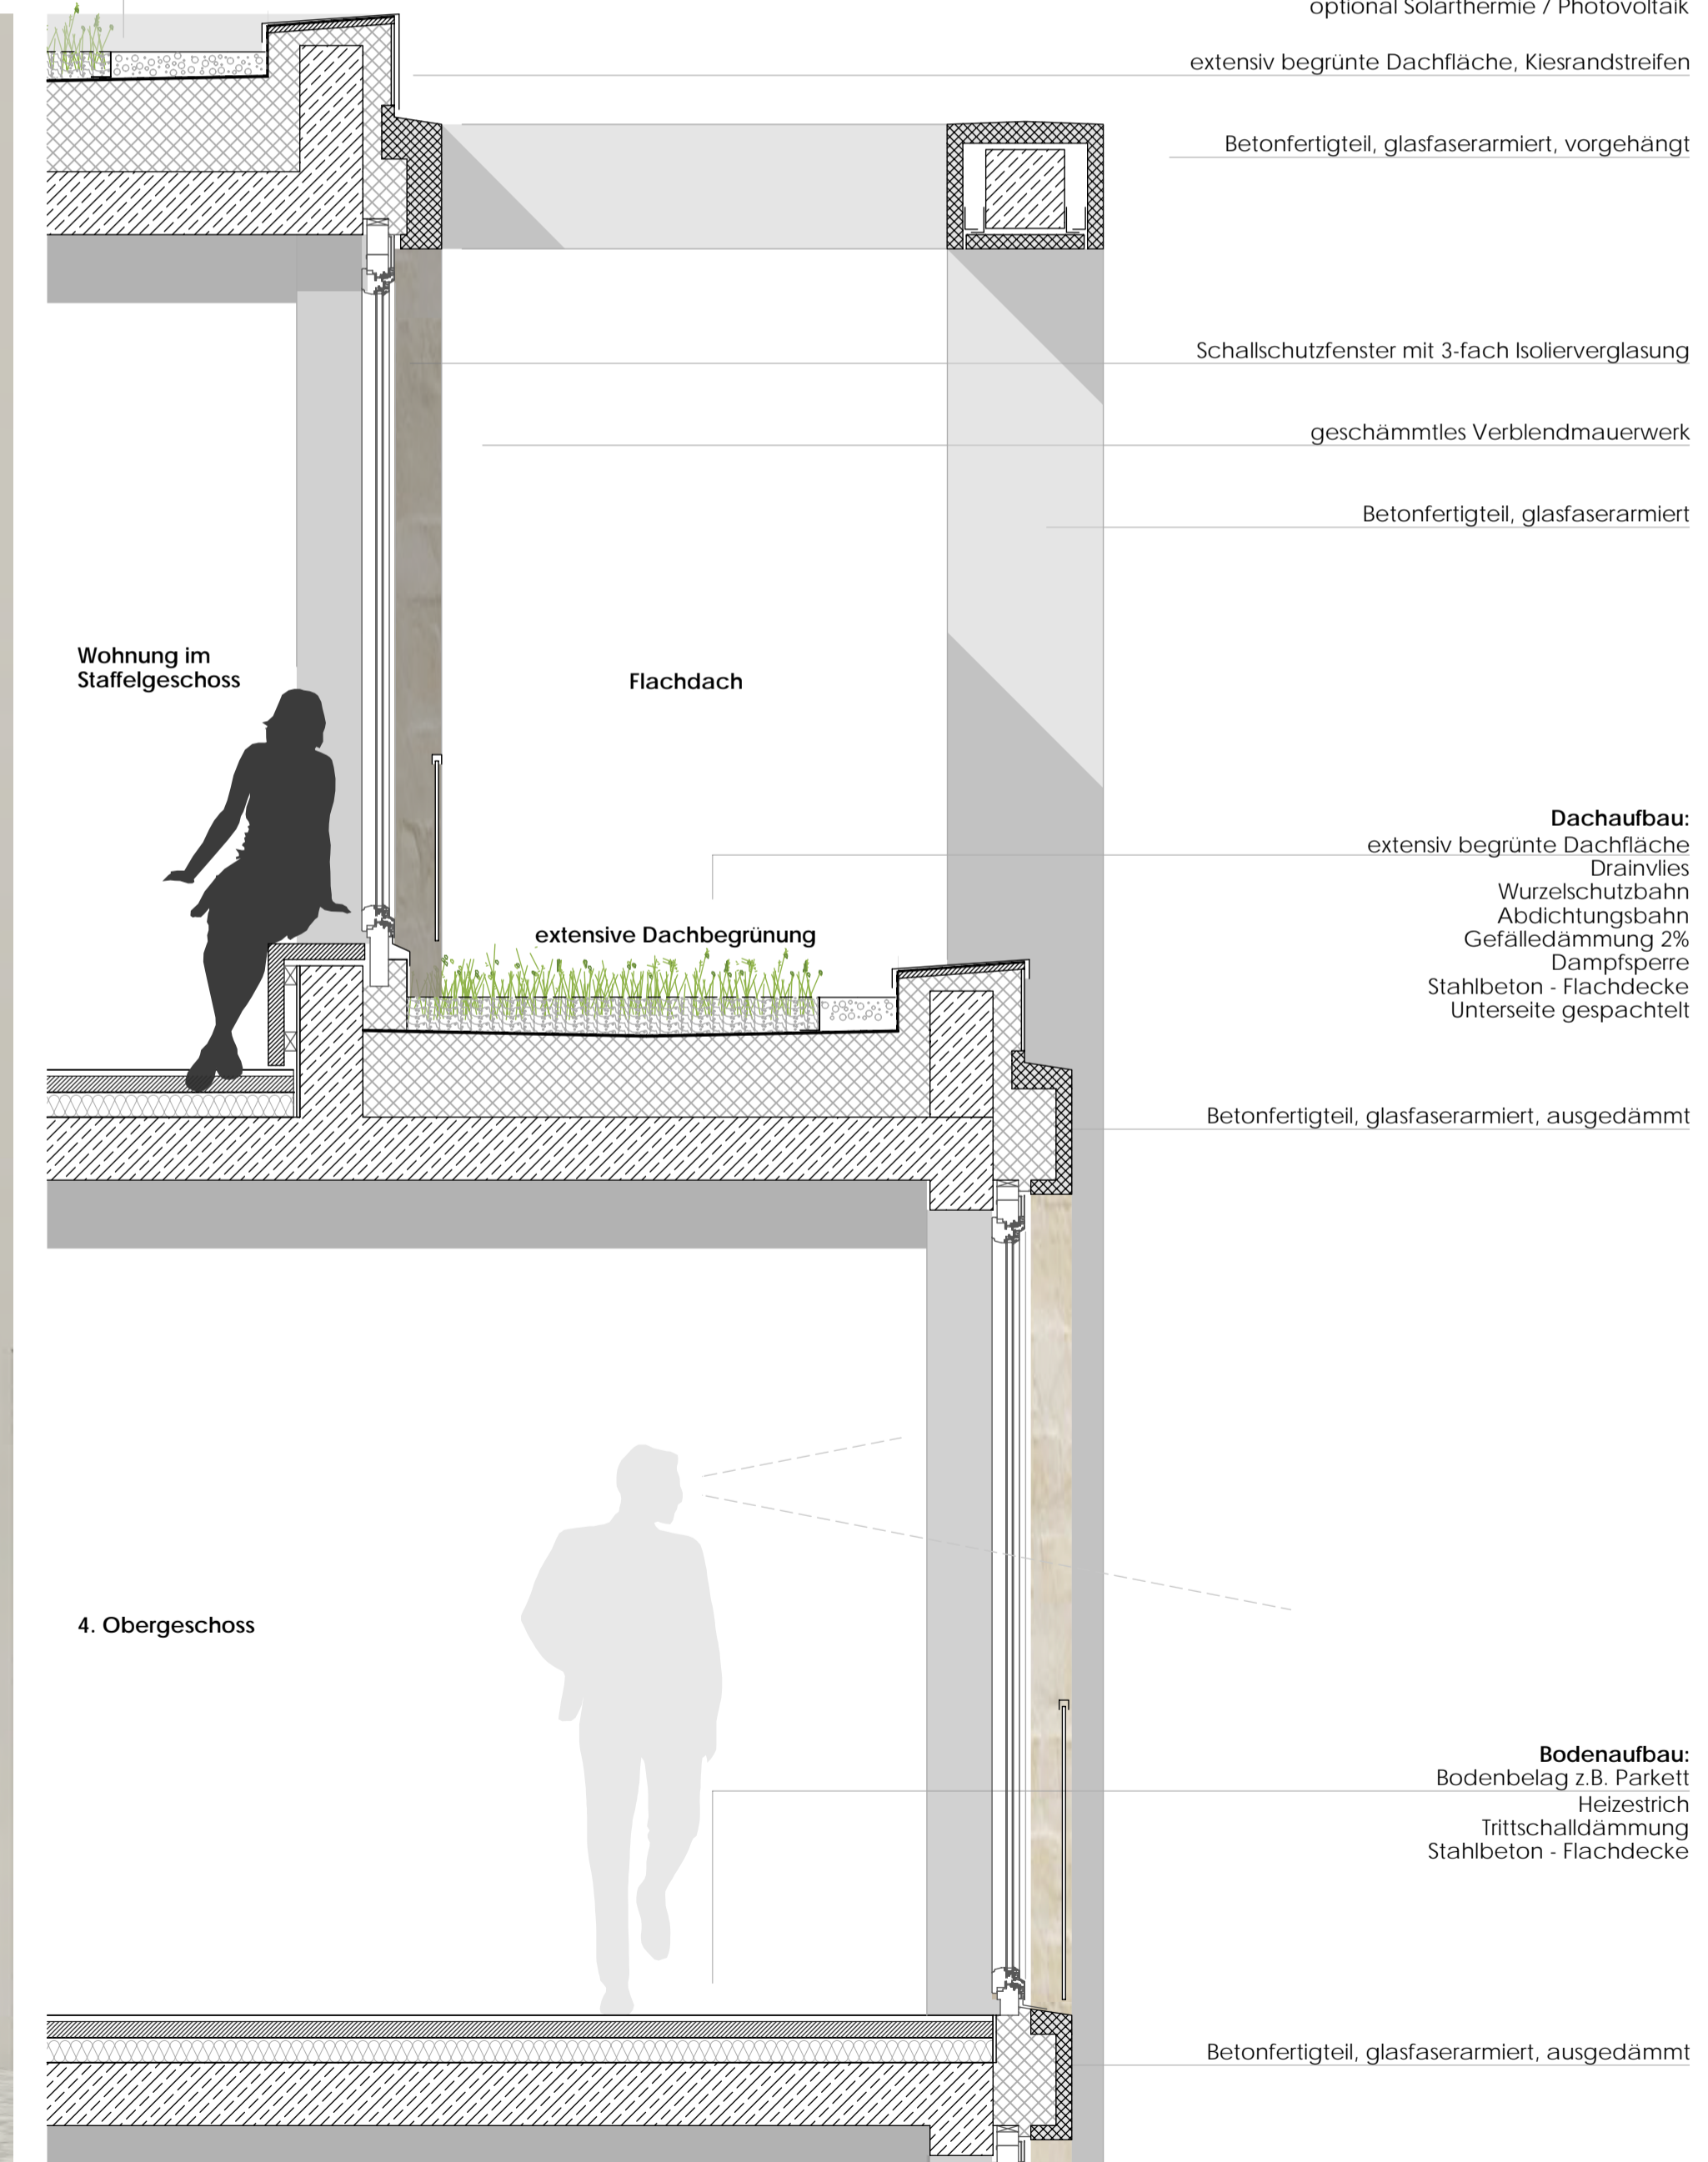 optional Solarthermie / Photovoltaik
extensiv begrünte Dachfläche, Kiesrandstreifen
Betonfertigteil, glasfaserarmiert, vorgehängt
Schallschutzfenster mit 3-fach Isolierverglasung
geschämmtles Verblendmauerwerk
Betonfertigteil, glasfaserarmiert
Wohnung im
Staffelgeschoss
Flachdach
Dachaufbau:
extensiv begrünte Dachfläche
Drainvlies
Wurzelschutzbahn
Abdichtungsbahn
Gefälledämmung 2%
Dampfsperre
Stahlbeton - Flachdecke
Unterseite gespachtelt
extensive Dachbegrünung
Betonfertigteil, glasfaserarmiert, ausgedämmt
4. Obergeschoss
Bodenaufbau:
Bodenbelag z.B. Parkett
Heizestrich
Trittschalldämmung
Stahlbeton - Flachdecke
Betonfertigteil, glasfaserarmiert, ausgedämmt